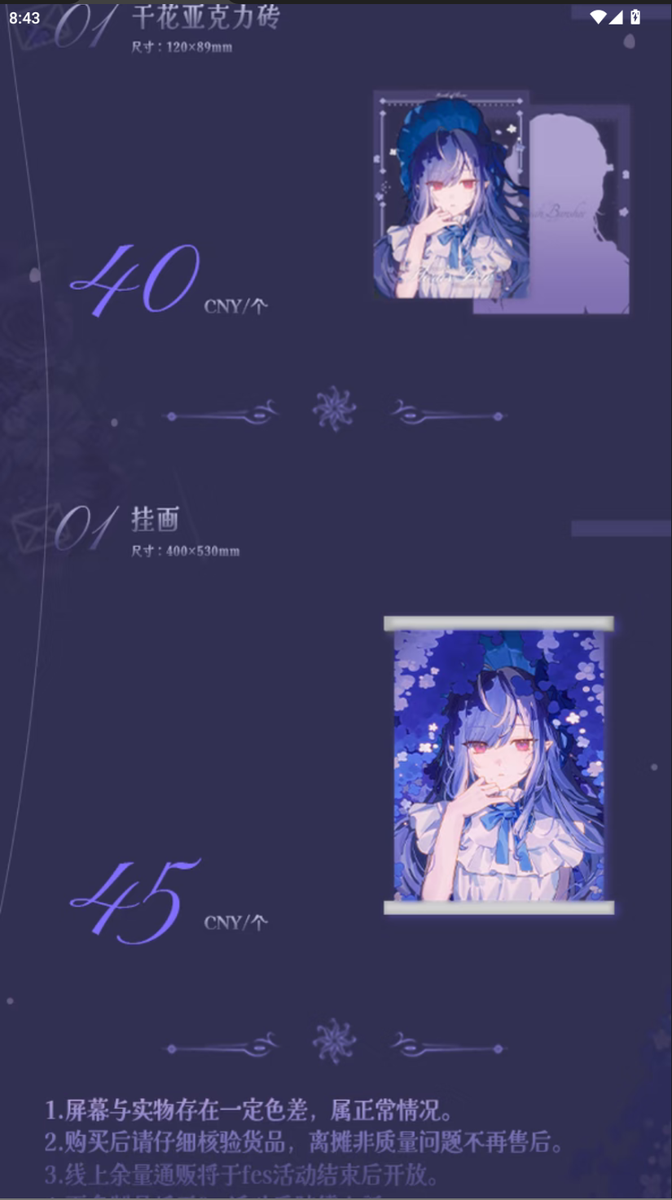 8:43
01 干花亚克力砖
尺寸：120×89mm
40 CNY/个
01 挂画
尺寸：400×530mm
45 CNY/个
1.屏幕与实物存在一定色差，属正常情况。
2.购买后请仔细核验货品，离摊非质量问题不再售后。
3.线上余量通贩将于fes活动结束后开放。